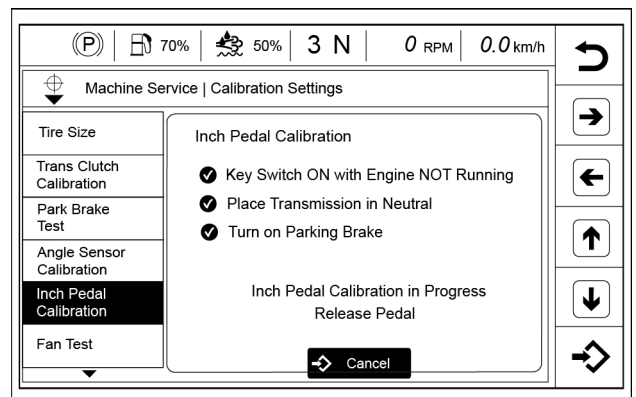 (P) 70% 50% 3 N 0 RPM 0.0 km/h
Machine Service | Calibration Settings
Tire Size
Trans Clutch
Calibration
Park Brake
Test
Angle Sensor
Calibration
Inch Pedal
Calibration
Fan Test
Inch Pedal Calibration
Key Switch ON with Engine NOT Running
Place Transmission in Neutral
Turn on Parking Brake
Inch Pedal Calibration in Progress
Release Pedal
Cancel